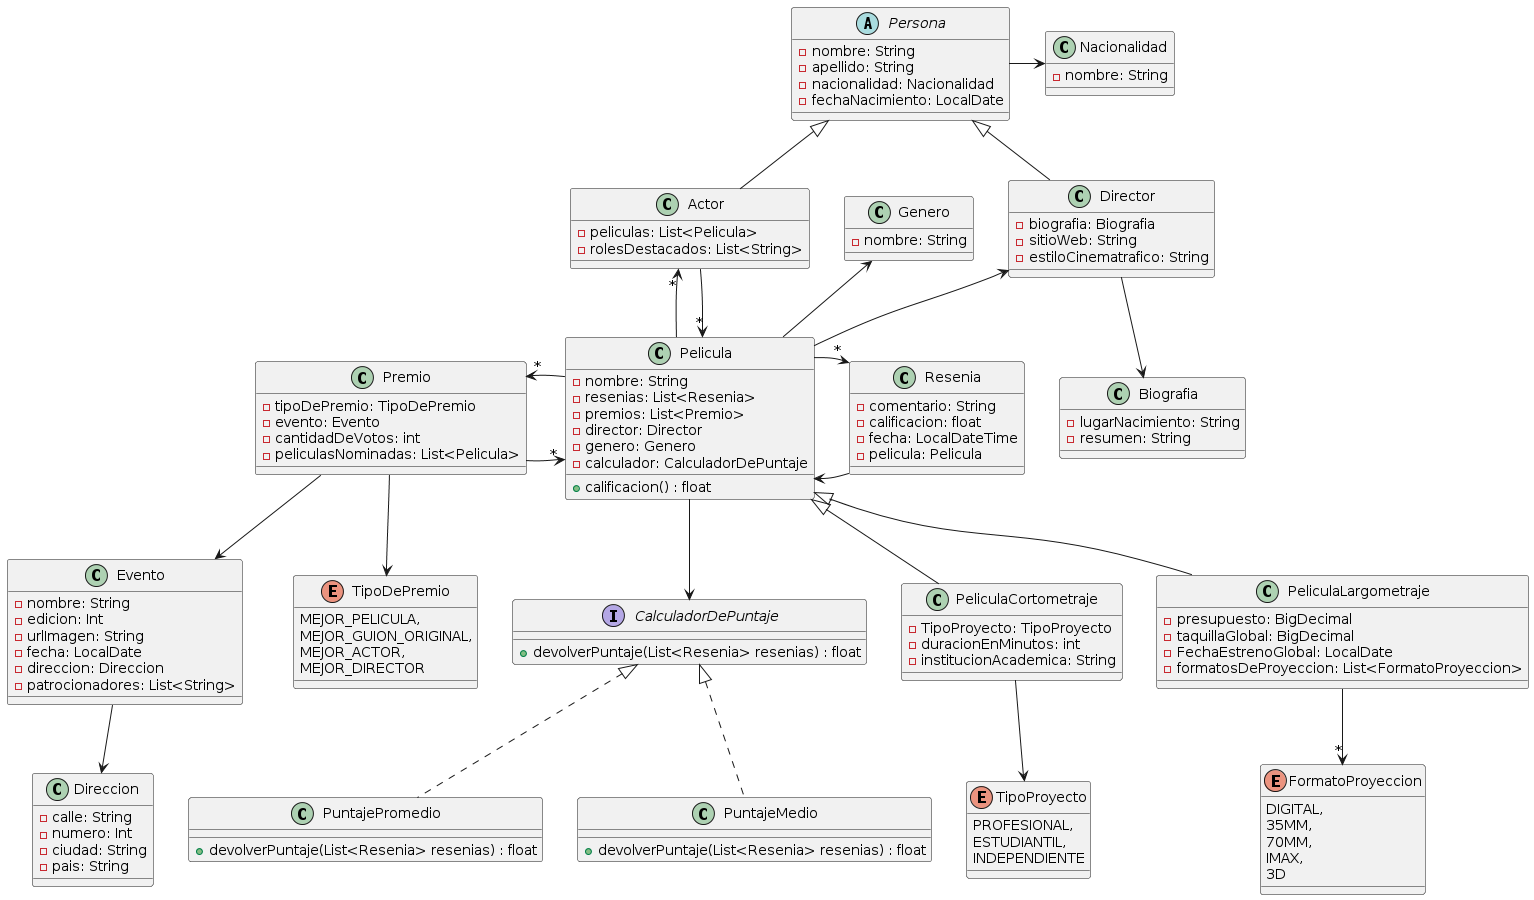 A Persona
nombre: String
apellido: String
nacionalidad: Nacionalidad
fechaNacimiento: LocalDate
C Nacionalidad
nombre: String
C Actor
peliculas: List<Pelicula>
rolesDestacados: List<String>
C Genero
nombre: String
C Director
biografia: Biografia
sitioWeb: String
estiloCinematrafico: String
*
*
C Premio
tipoDePremio: TipoDePremio
evento: Evento
cantidadDeVotos: int
peliculasNominadas: List<Pelicula>
*
*
C Pelicula
nombre: String
resenias: List<Resenia>
premios: List<Premio>
director: Director
genero: Genero
calculador: CalculadorDePuntaje
calificacion() : float
*
C Resenia
comentario: String
calificacion: float
fecha: LocalDateTime
pelicula: Pelicula
C Biografia
lugarNacimiento: String
resumen: String
C Evento
nombre: String
edicion: Int
urlImagen: String
fecha: LocalDate
direccion: Direccion
patrocionadores: List<String>
E TipoDePremio
MEJOR_PELICULA,
MEJOR_GUION_ORIGINAL,
MEJOR_ACTOR,
MEJOR_DIRECTOR
I CalculadorDePuntaje
devolverPuntaje(List<Resenia> resenias) : float
C PeliculaCortometraje
TipoProyecto: TipoProyecto
duracionEnMinutos: int
institucionAcademica: String
C PeliculaLargometraje
presupuesto: BigDecimal
taquillaGlobal: BigDecimal
FechaEstrenoGlobal: LocalDate
formatosDeProyeccion: List<FormatoProyeccion>
*
C Direccion
calle: String
numero: Int
ciudad: String
pais: String
C PuntajePromedio
devolverPuntaje(List<Resenia> resenias) : float
C PuntajeMedio
devolverPuntaje(List<Resenia> resenias) : float
E TipoProyecto
PROFESIONAL,
ESTUDIANTIL,
INDEPENDIENTE
E FormatoProyeccion
DIGITAL,
35MM,
70MM,
IMAX,
3D